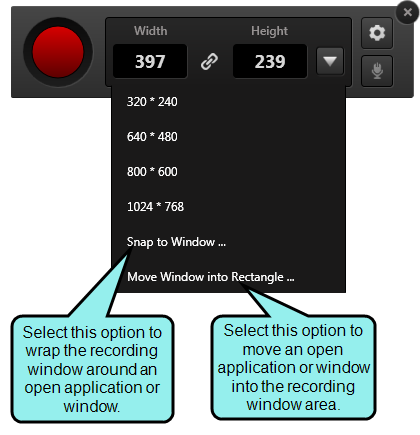 Width Height
397 239
320 * 240
640 * 480
800 * 600
1024 * 768
Snap to Window ...
Move Window into Rectangle ...
Select this option to
wrap the recording
window around an
open application or
window.
Select this option to
move an open
application or window
into the recording
window area.